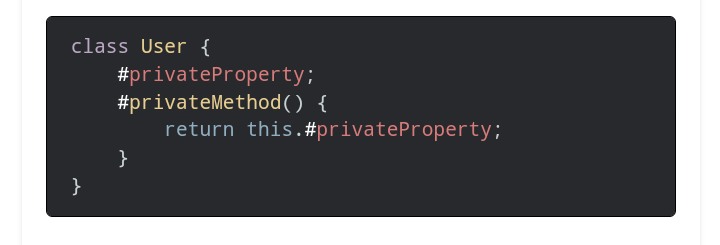 class User {
    #privateProperty;
    #privateMethod() {
        return this.#privateProperty;
    }
}